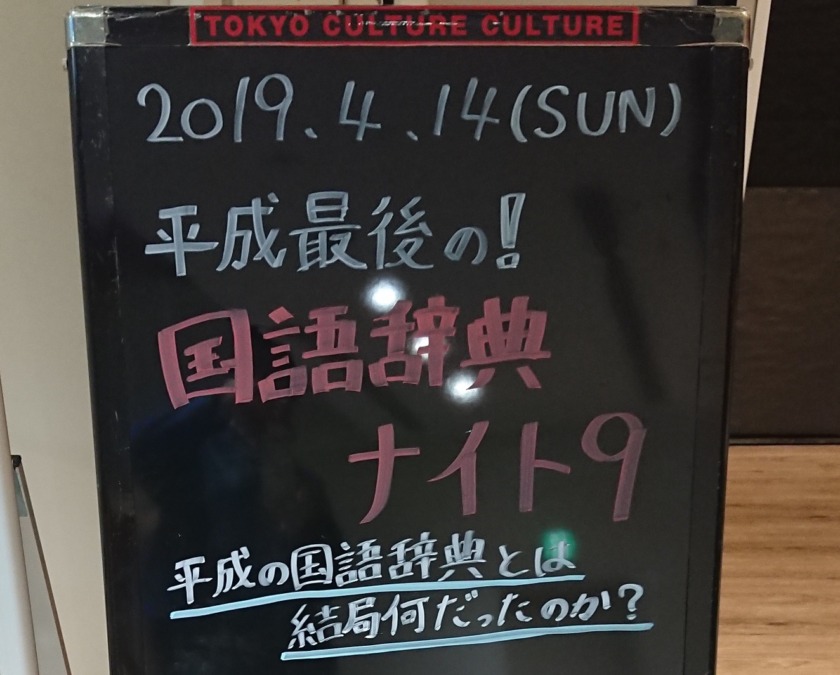 TOKYO CULTURE CULTURE
2019.4.14(SUN)
平成最後の!
国語辞典
ナイト9
平成の国語辞典とは
結局何だったのか?